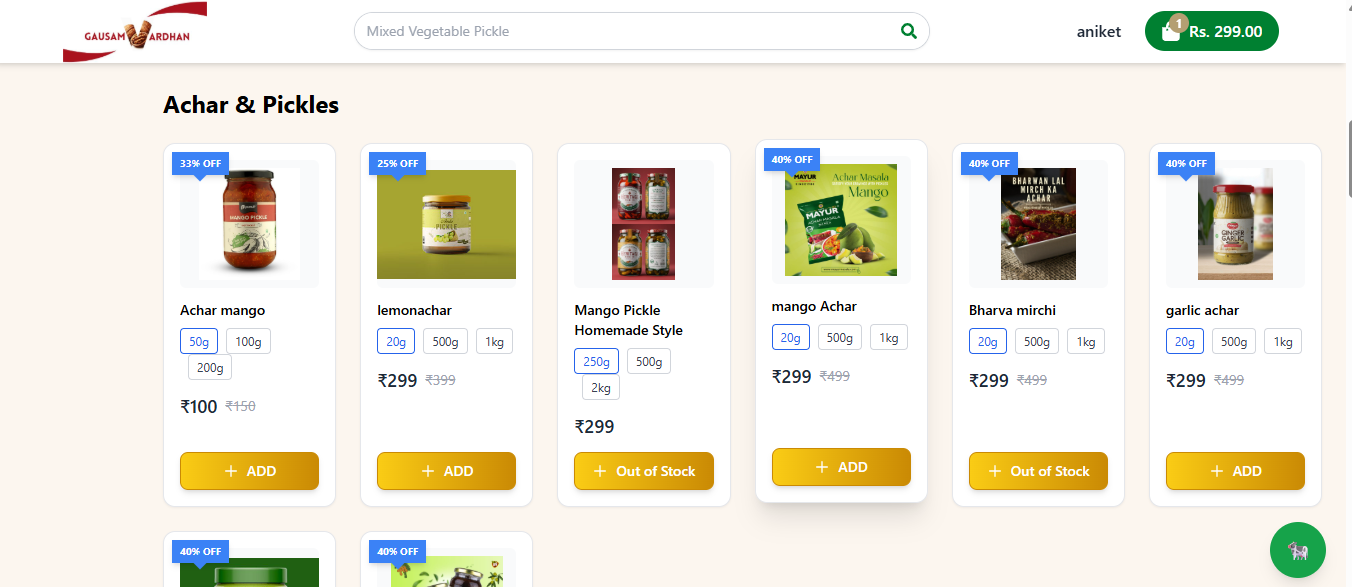 GAUSAM VARDHAN
Mixed Vegetable Pickle
aniket
1
Rs. 299.00
Achar & Pickles
33% OFF
MANGO PICKLE
Achar mango
50g
100g
200g
₹100 ₹150
+ ADD
25% OFF
PICKLE
lemonachar
20g
500g
1kg
₹299 ₹399
+ ADD
Mango Pickle
Homemade Style
250g
500g
2kg
₹299
+ Out of Stock
40% OFF
MAYUR
Achar Masala
Mango
MAYUR
mango Achar
20g
500g
1kg
₹299 ₹499
+ ADD
40% OFF
BHARWAN LAL
MIRCH KA
ACHAR
Bharva mirchi
20g
500g
1kg
₹299 ₹499
+ Out of Stock
40% OFF
GINGER
GARLIC
garlic achar
20g
500g
1kg
₹299 ₹499
+ ADD
40% OFF
40% OFF